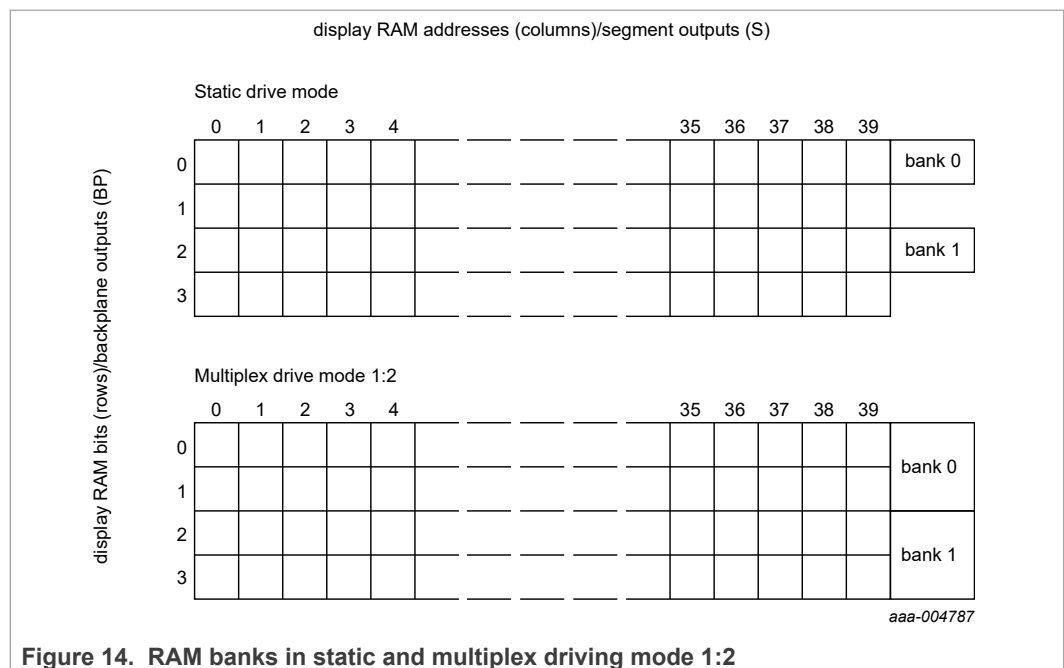 display RAM addresses (columns)/segment outputs (S)
display RAM bits (rows)/backplane outputs (BP)
Static drive mode
0 1 2 3 4 35 36 37 38 39
0 bank 0
1
2 bank 1
3
Multiplex drive mode 1:2
0 1 2 3 4 35 36 37 38 39
0
bank 0
1
2
bank 1
3
aaa-004787
Figure 14. RAM banks in static and multiplex driving mode 1:2